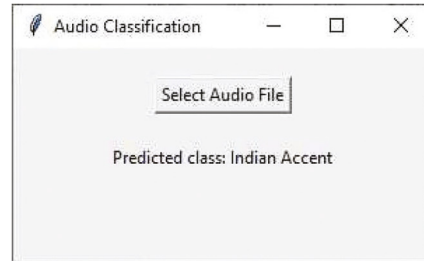 Audio Classification
Select Audio File
Predicted class: Indian Accent